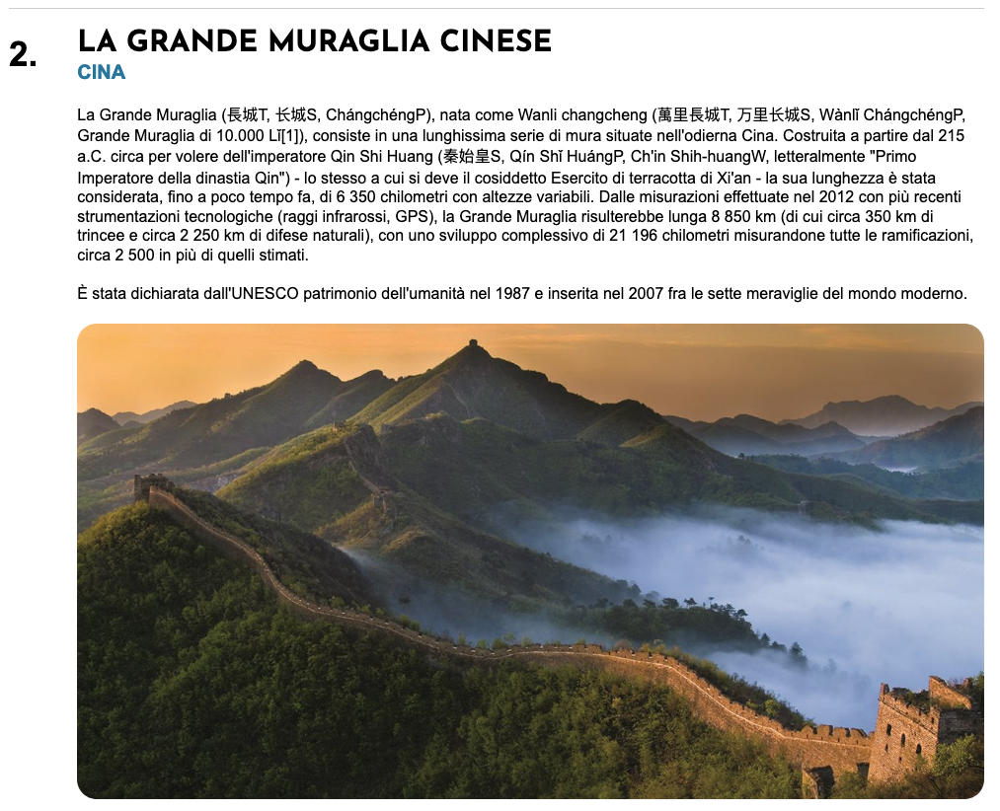 2.
LA GRANDE MURAGLIA CINESE
CINA
La Grande Muraglia (長城T, 长城S, ChángchéngP), nata come Wanli changcheng (萬里長城T, 万里长城S, Wànlǐ ChángchéngP,
Grande Muraglia di 10.000 Lǐ[1]), consiste in una lunghissima serie di mura situate nell'odierna Cina. Costruita a partire dal 215
a.C. circa per volere dell'imperatore Qin Shi Huang (秦始皇S, Qín Shǐ HuángP, Ch'in Shih-huangW, letteralmente "Primo
Imperatore della dinastia Qin") - lo stesso a cui si deve il cosiddetto Esercito di terracotta di Xi'an - la sua lunghezza è stata
considerata, fino a poco tempo fa, di 6 350 chilometri con altezze variabili. Dalle misurazioni effettuate nel 2012 con più recenti
strumentazioni tecnologiche (raggi infrarossi, GPS), la Grande Muraglia risulterebbe lunga 8 850 km (di cui circa 350 km di
trincee e circa 2 250 km di difese naturali), con uno sviluppo complessivo di 21 196 chilometri misurandone tutte le ramificazioni,
circa 2 500 in più di quelli stimati.
È stata dichiarata dall'UNESCO patrimonio dell'umanità nel 1987 e inserita nel 2007 fra le sette meraviglie del mondo moderno.